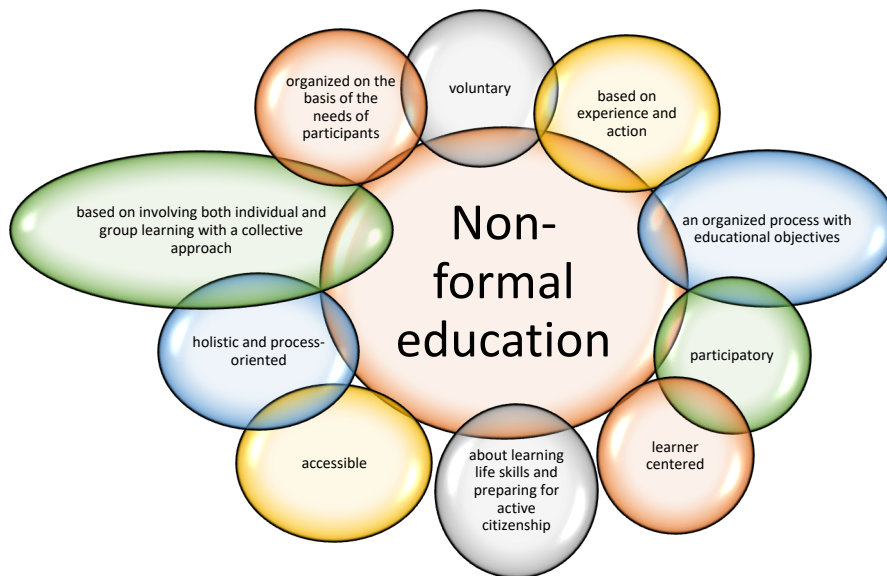 Non-
formal
education
voluntary
based on
experience and
action
an organized process with
educational objectives
participatory
learner
centered
about learning
life skills and
preparing for
active
citizenship
accessible
holistic and process-
oriented
based on involving both individual and
group learning with a collective
approach
organized on the
basis of the
needs of
participants